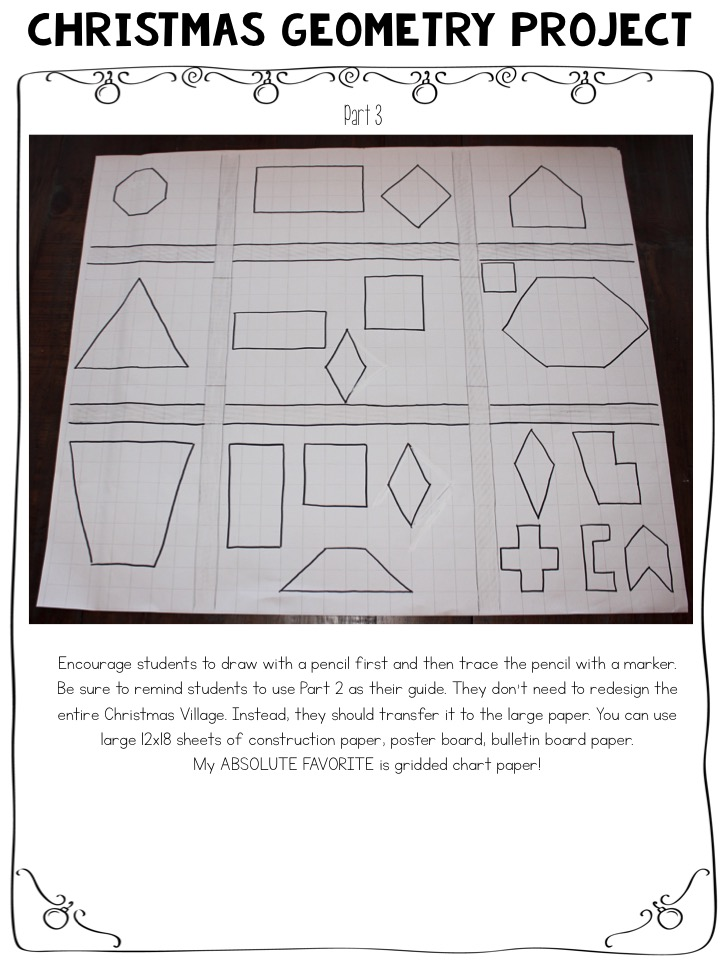 CHRISTMAS GEOMETRY PROJECT
Part 3
Encourage students to draw with a pencil first and then trace the pencil with a marker.
Be sure to remind students to use Part 2 as their guide. They don't need to redesign the
entire Christmas Village. Instead, they should transfer it to the large paper. You can use
large 12x18 sheets of construction paper, poster board, bulletin board paper.
My ABSOLUTE FAVORITE is gridded chart paper!